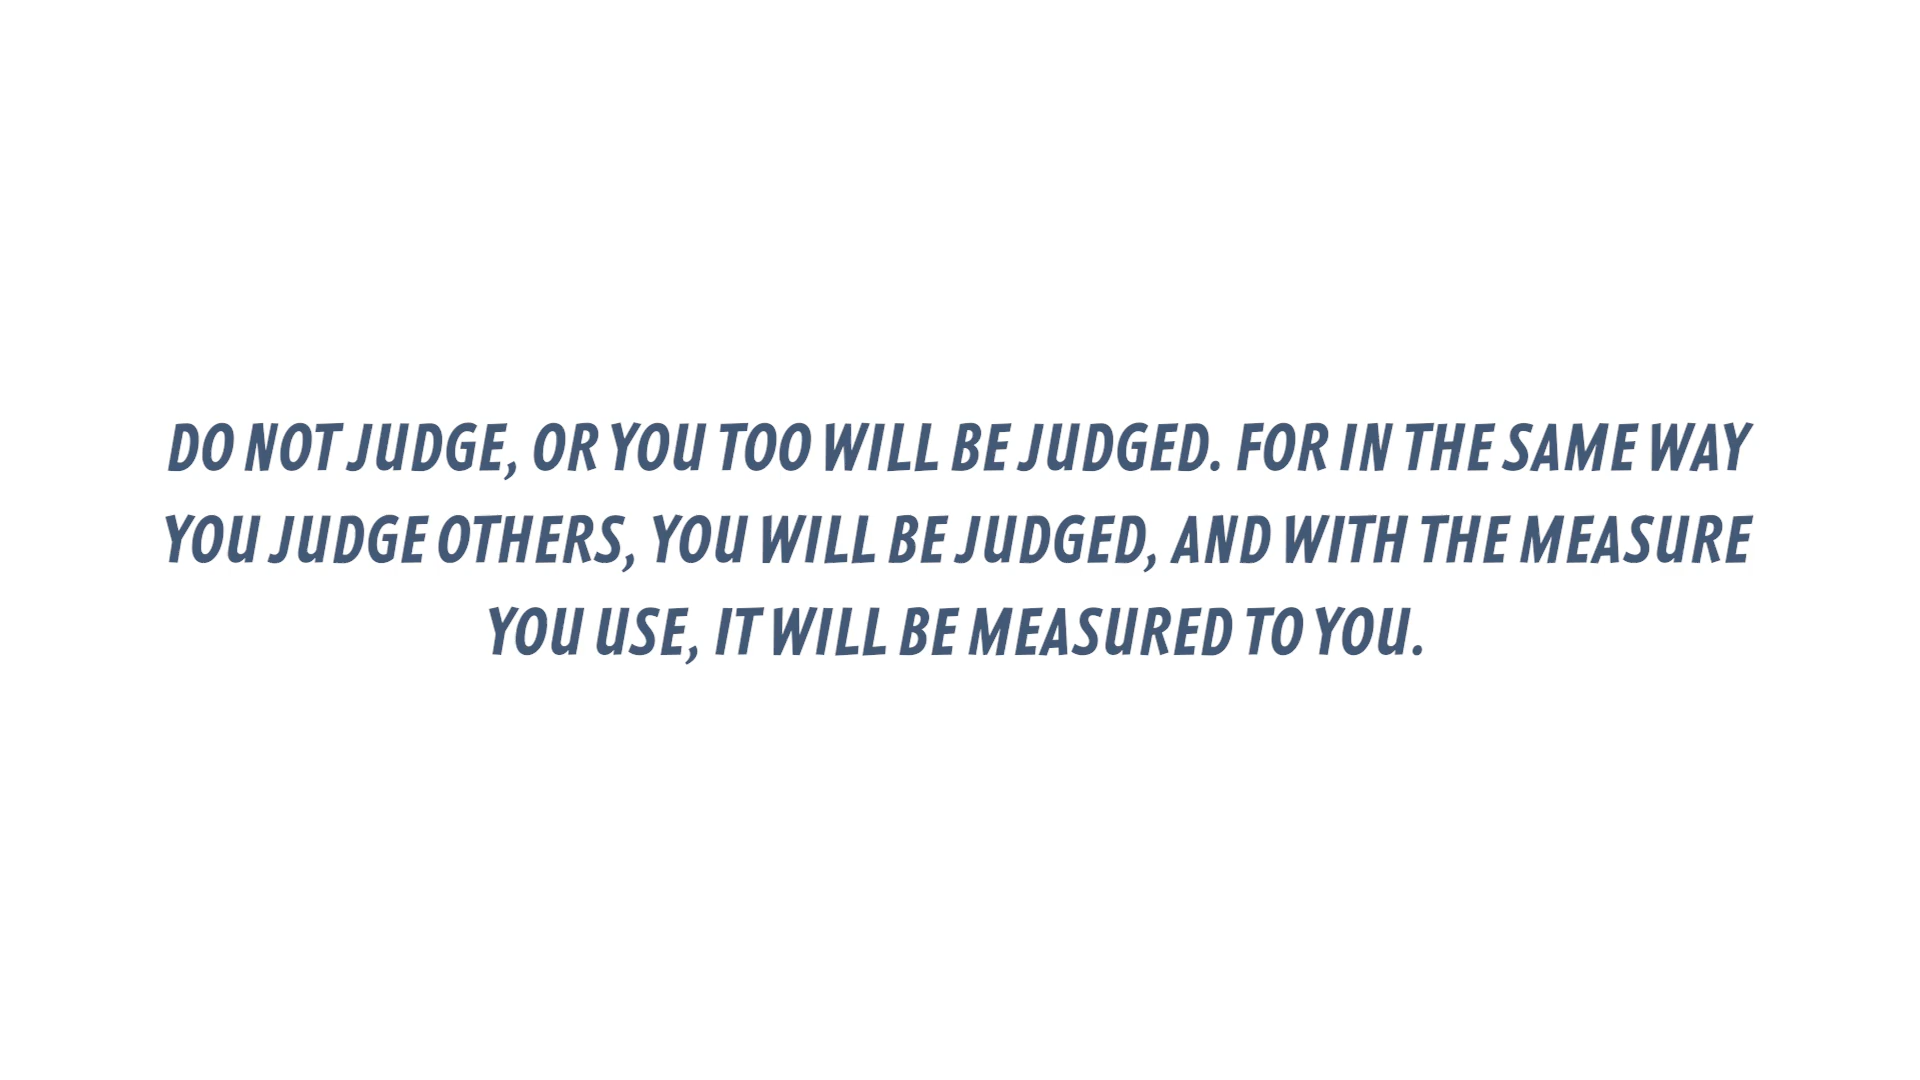 DO NOT JUDGE, OR YOU TOO WILL BE JUDGED. FOR IN THE SAME WAY
YOU JUDGE OTHERS, YOU WILL BE JUDGED, AND WITH THE MEASURE
YOU USE, IT WILL BE MEASURED TO YOU.